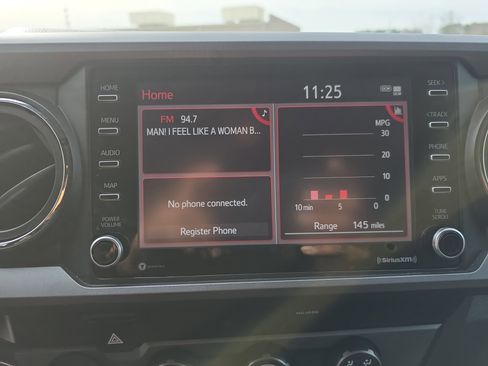 HOME
MENU
AUDIO
MAP
POWER
VOLUME
Home
11:25
FM 94.7
MAN! I FEEL LIKE A WOMAN B...
No phone connected.
Register Phone
MPG
30
20
10
0
10 min 5 0
Range 145 miles
SEEK >
< TRACK
PHONE
APPS
TUNE
SCROLL
SiriusXM